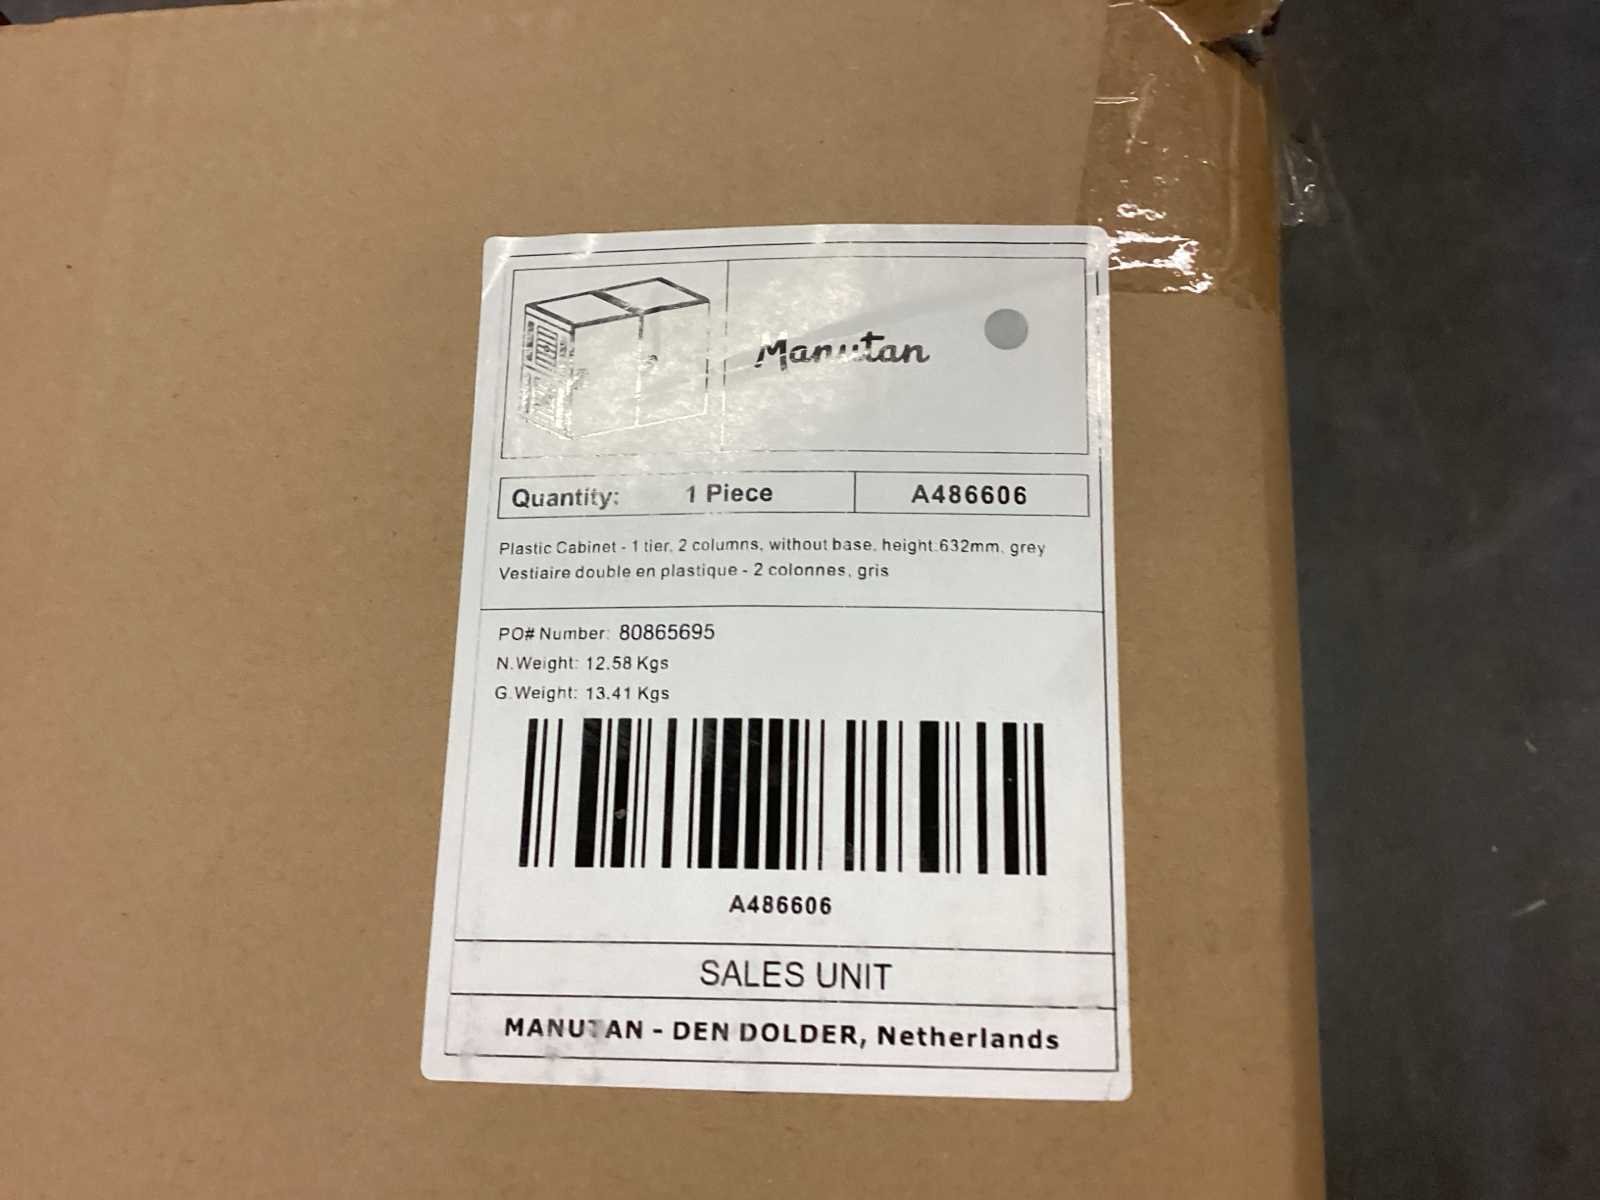 Manutan
Quantity: 1 Piece A486606
Plastic Cabinet - 1 tier, 2 columns, without base, height:632mm, grey
Vestiaire double en plastique - 2 colonnes, gris
PO# Number: 80865695
N.Weight: 12.58 Kgs
G.Weight: 13.41 Kgs
A486606
SALES UNIT
MANUTAN - DEN DOLDER, Netherlands